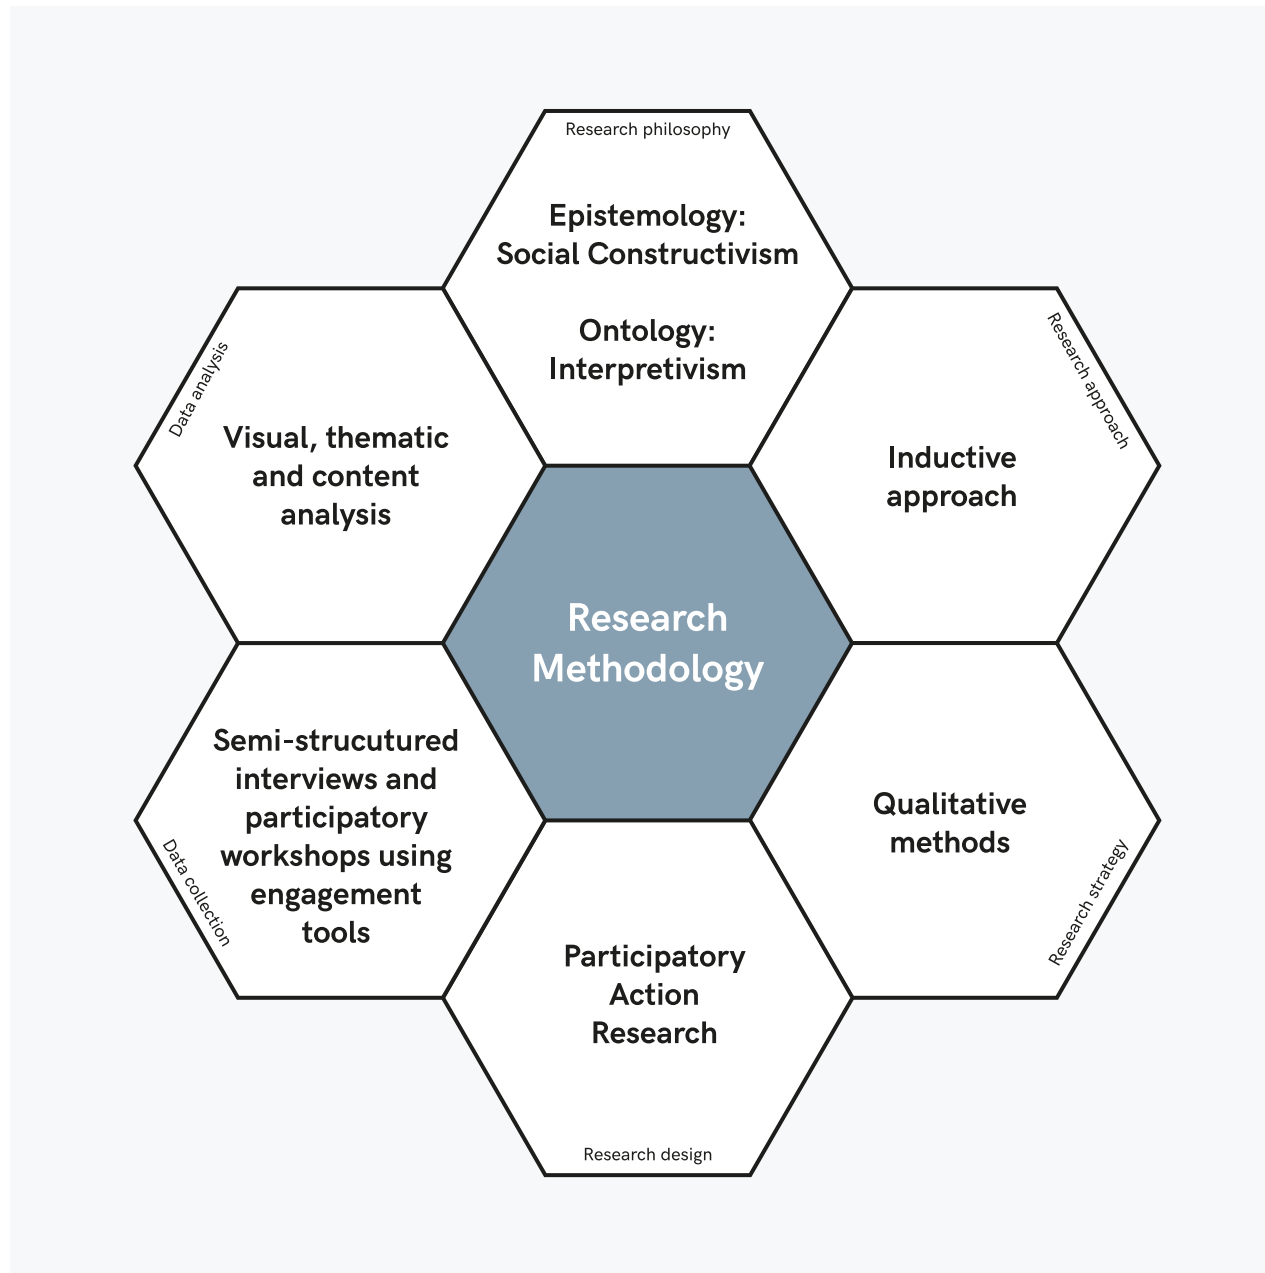 Research philosophy
Epistemology:
Social Constructivism
Ontology:
Interpretivism
Research approach
Inductive
approach
Data analysis
Visual, thematic
and content
analysis
Research
Methodology
Qualitative
methods
Research strategy
Semi-strucutured
interviews and
participatory
workshops using
engagement
tools
Data collection
Participatory
Action
Research
Research design